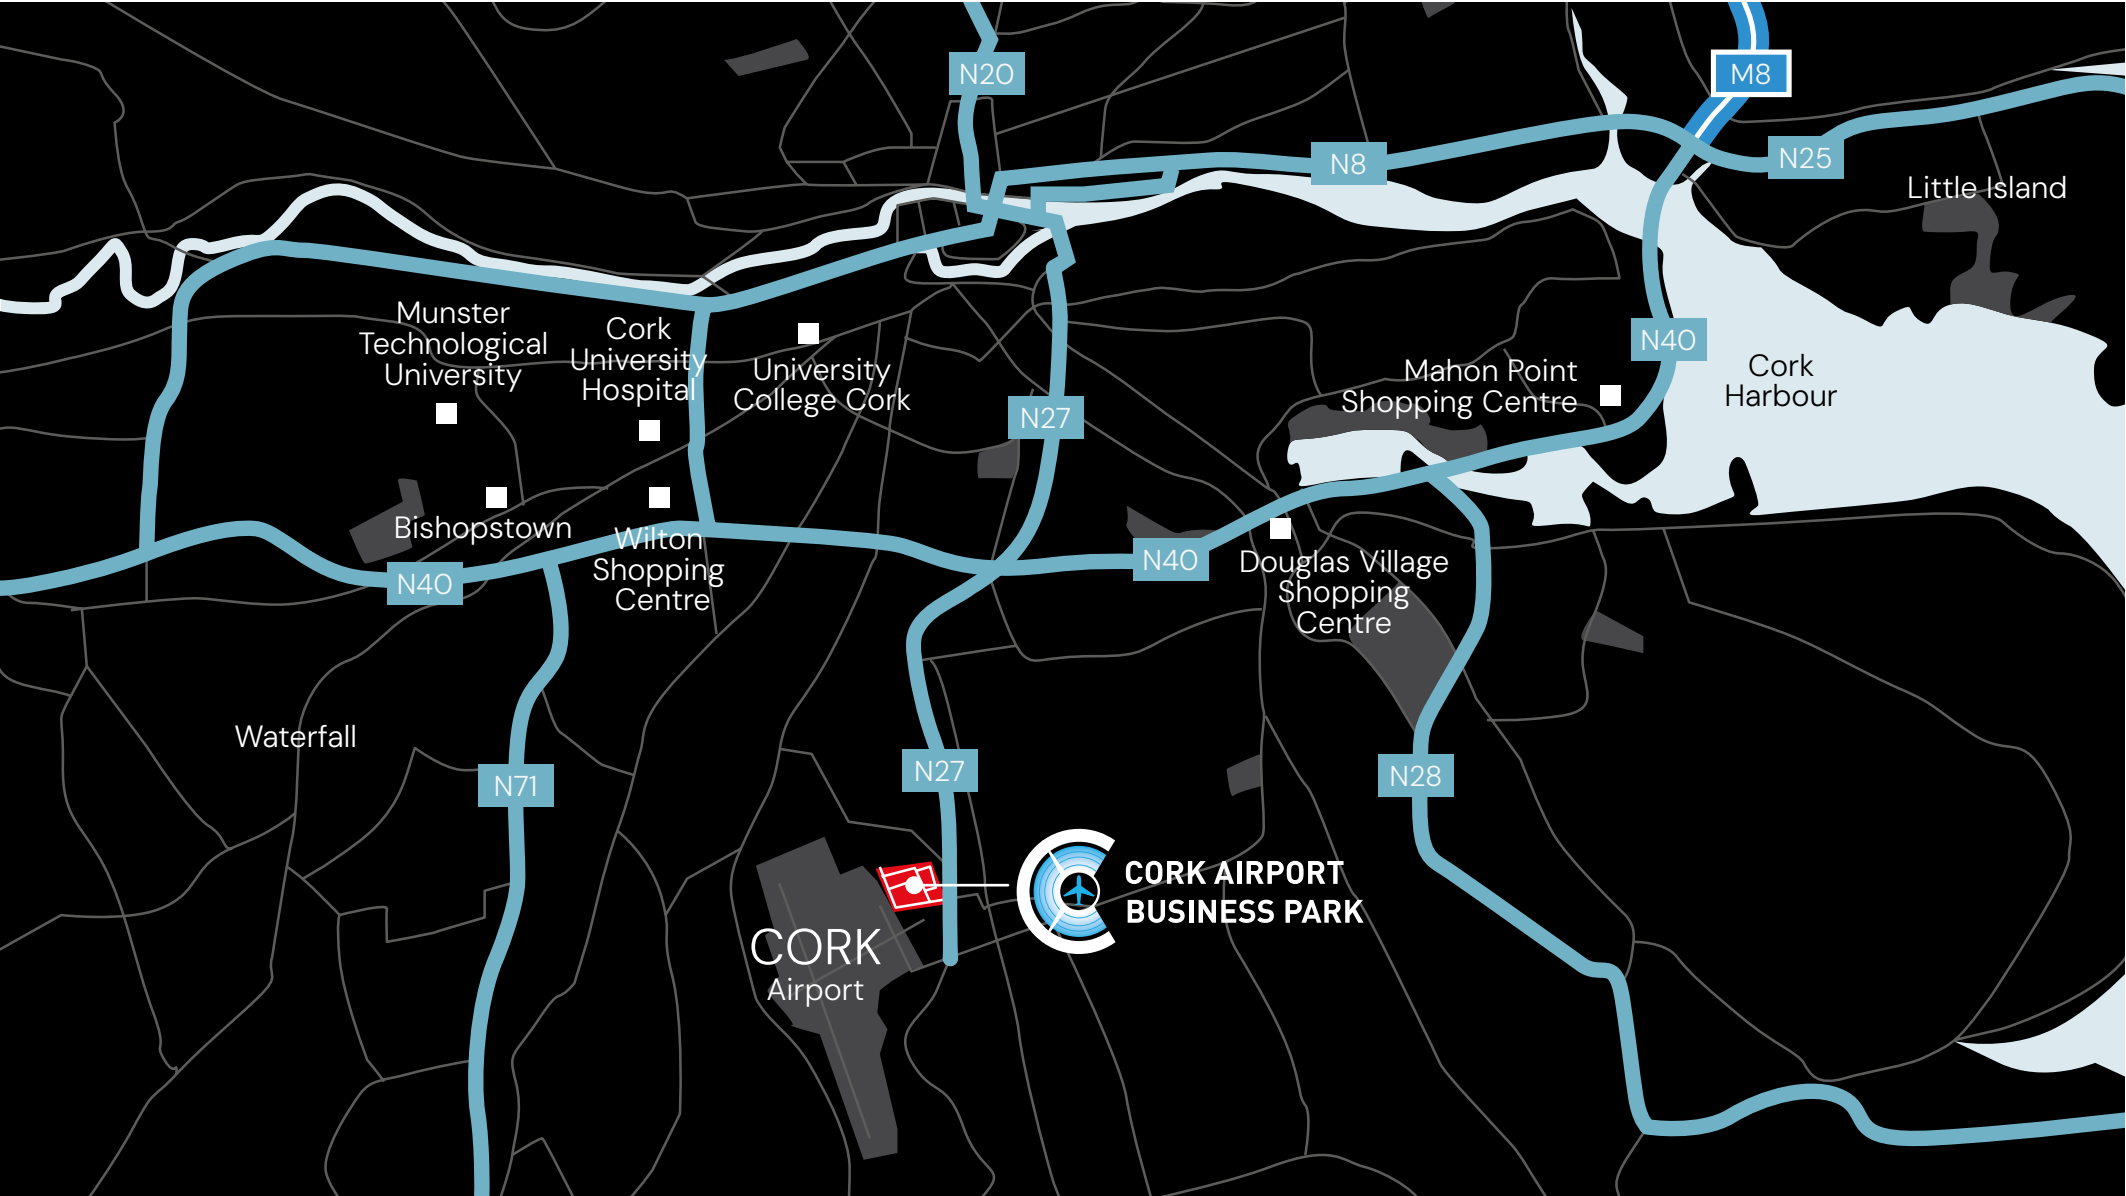 N20
M8
N8
N25
Little Island
Munster
Technological
University
Cork
University
Hospital
University
College Cork
N40
Cork
Harbour
Mahon Point
Shopping Centre
N27
Bishopstown
Wilton
Shopping
Centre
N40
N40
Douglas Village
Shopping
Centre
Waterfall
N71
N27
N28
CORK AIRPORT
BUSINESS PARK
CORK
Airport